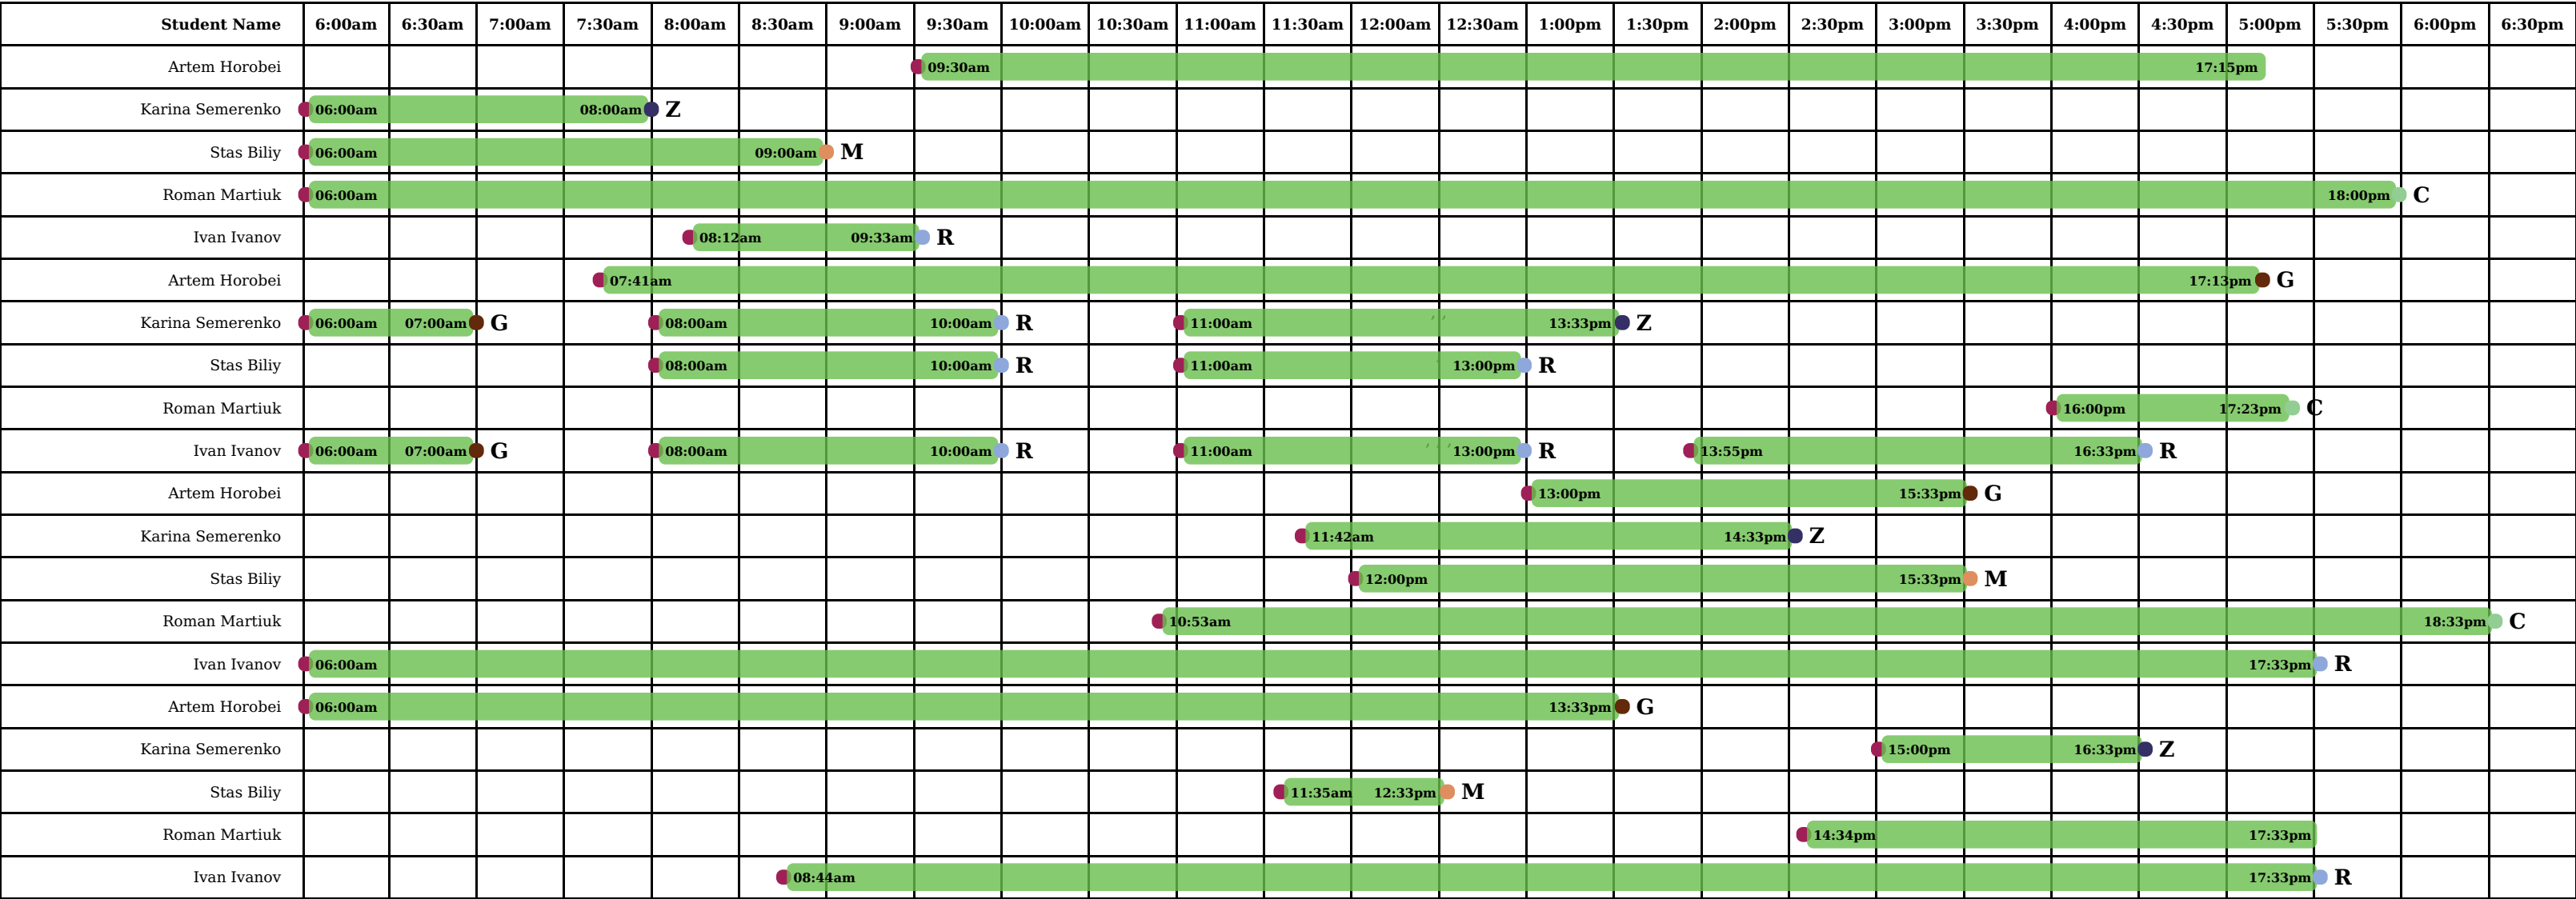 Student Name 6:00am 6:30am 7:00am 7:30am 8:00am 8:30am 9:00am 9:30am 10:00am 10:30am 11:00am 11:30am 12:00am 12:30am 1:00pm 1:30pm 2:00pm 2:30pm 3:00pm 3:30pm 4:00pm 4:30pm 5:00pm 5:30pm 6:00pm 6:30pm
Artem Horobei 09:30am 17:15pm
Karina Semerenko 06:00am 08:00am Z
Stas Biliy 06:00am 09:00am M
Roman Martiuk 06:00am 18:00pm C
Ivan Ivanov 08:12am 09:33am R
Artem Horobei 07:41am 17:13pm G
Karina Semerenko 06:00am 07:00am G 08:00am 10:00am R 11:00am 13:33pm Z
Stas Biliy 08:00am 10:00am R 11:00am 13:00pm R
Roman Martiuk 16:00pm 17:23pm C
Ivan Ivanov 06:00am 07:00am G 08:00am 10:00am R 11:00am 13:00pm R 13:55pm 16:33pm R
Artem Horobei 13:00pm 15:33pm G
Karina Semerenko 11:42am 14:33pm Z
Stas Biliy 12:00pm 15:33pm M
Roman Martiuk 10:53am 18:33pm C
Ivan Ivanov 06:00am 17:33pm R
Artem Horobei 06:00am 13:33pm G
Karina Semerenko 15:00pm 16:33pm Z
Stas Biliy 11:35am 12:33pm M
Roman Martiuk 14:34pm 17:33pm
Ivan Ivanov 08:44am 17:33pm R